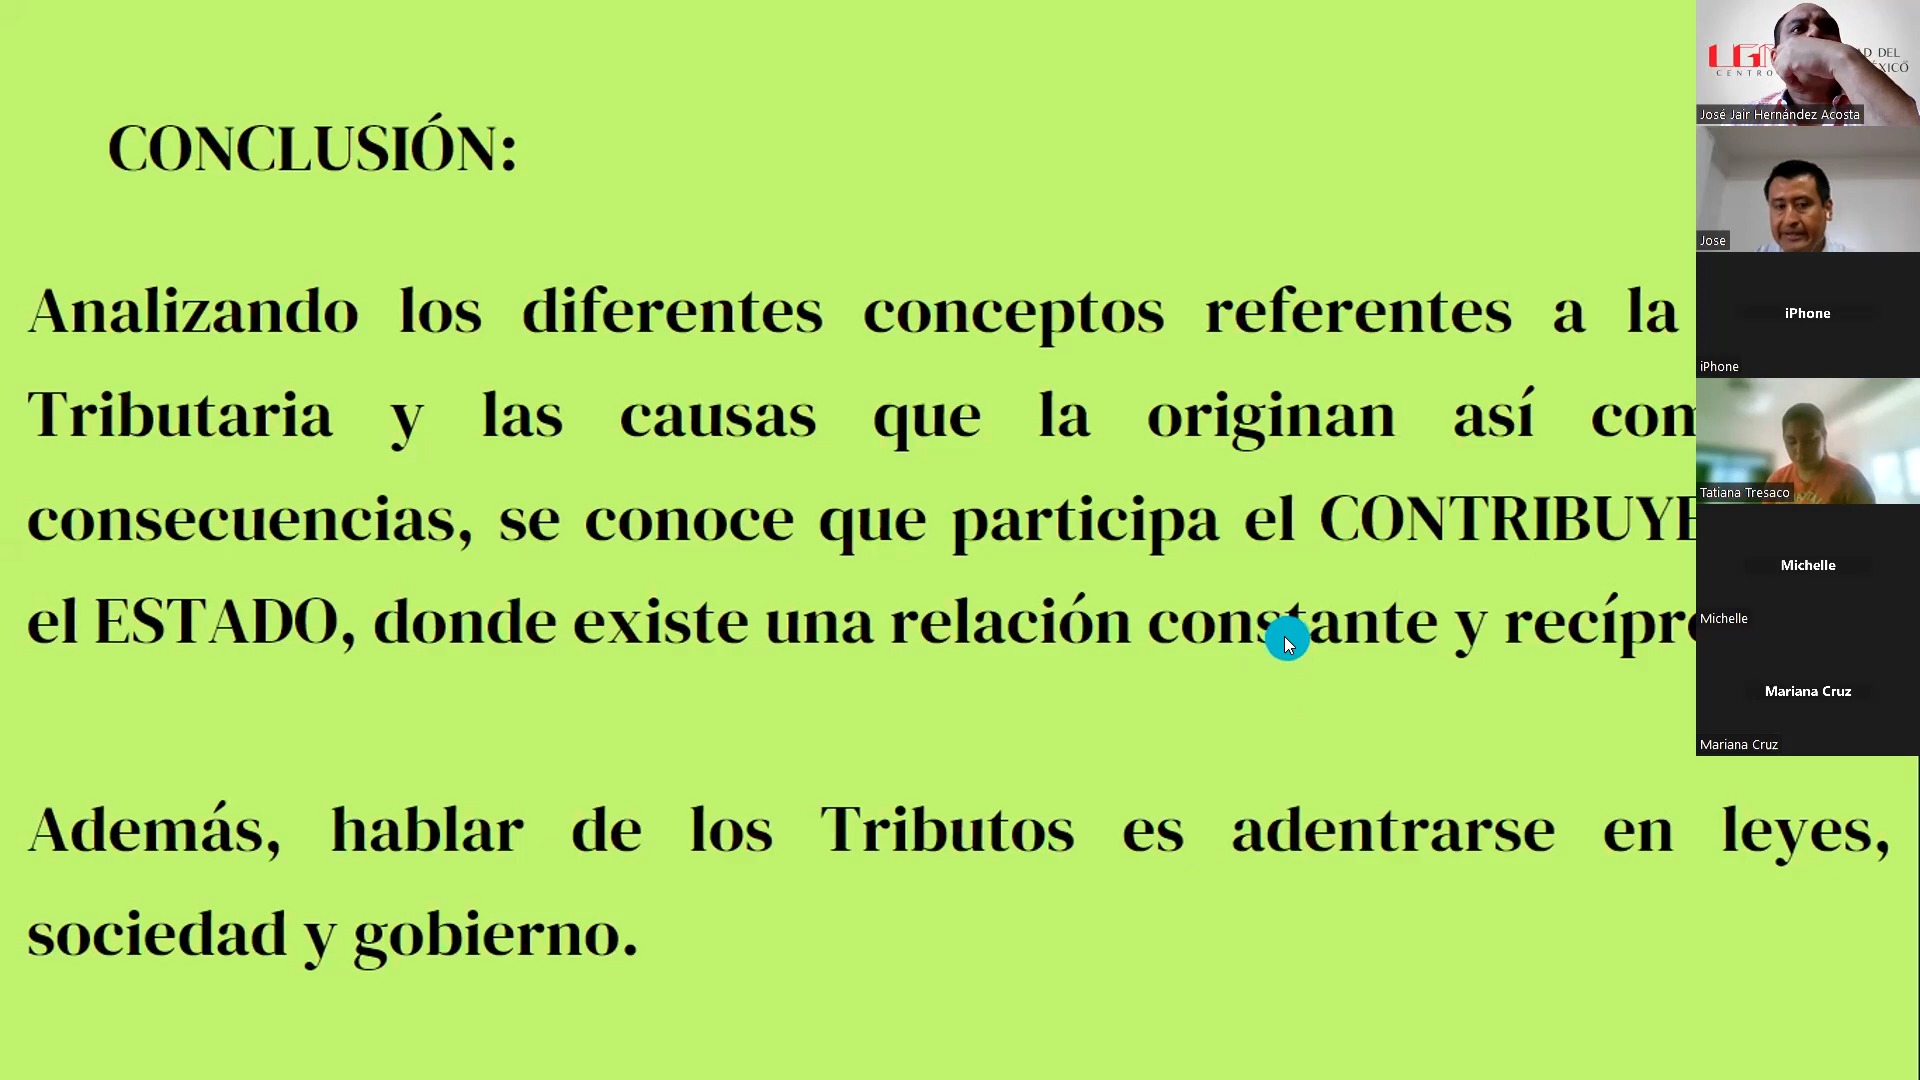 CONCLUSIÓN:
Analizando los diferentes conceptos referentes a la
Tributaria y las causas que la originan así
consecuencias, se conoce que participa el
el ESTADO, donde existe una relación constante y
Además, hablar de los Tributos es adentrarse en leyes,
sociedad y gobierno.
José Jair Hernández Acosta
Jose
iPhone
iPhone
Tatiana Tresaco
Michelle
Michelle
Mariana Cruz
Mariana Cruz